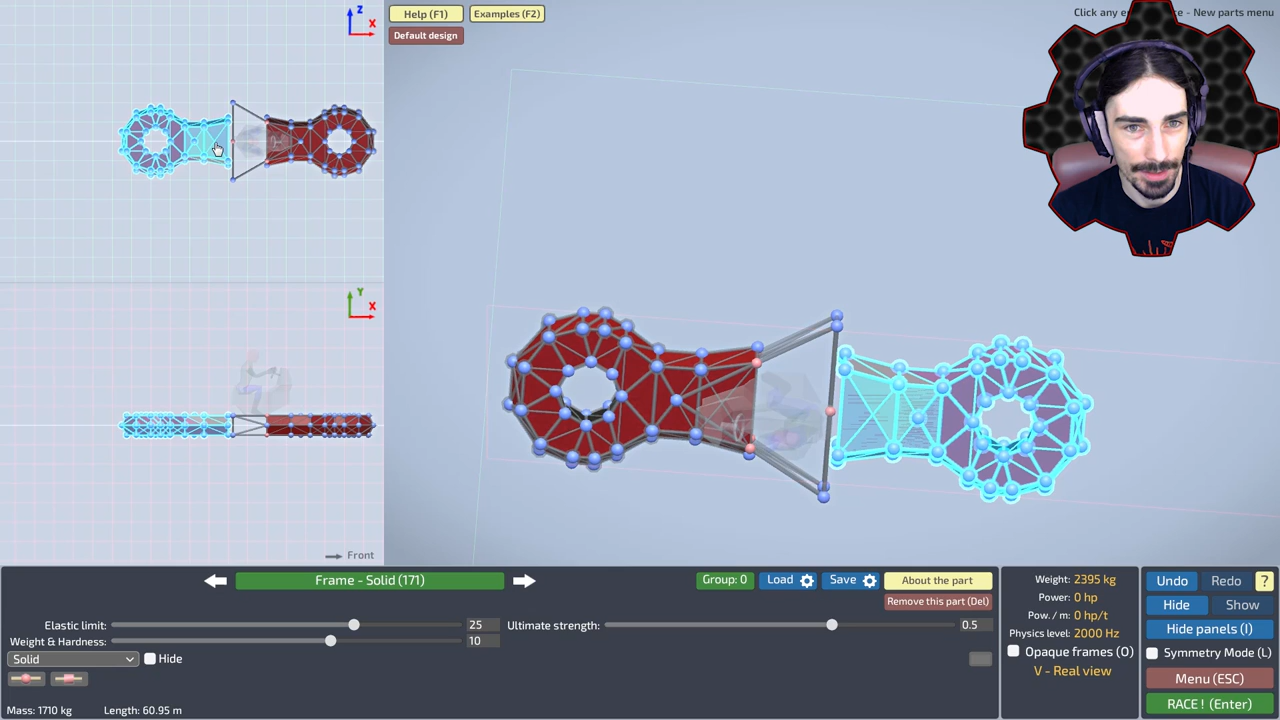 Z
X
Y
X
Front
Help (F1)
Examples (F2)
Default design
Click any
- New parts menu
Frame - Solid (171)
Group: 0
Load
Save
About the part
Remove this part (Del)
Elastic limit:
25
Ultimate strength:
0.5
Weight & Hardness:
10
Solid
Hide
Mass: 1710 kg
Length: 60.95 m
Weight: 2395 kg
Power: 0 hp
Pow. / m: 0 hp/t
Physics level: 2000 Hz
Opaque frames (O)
V - Real view
Undo
Redo
?
Hide
Show
Hide panels (I)
Symmetry Mode (L)
Menu (ESC)
RACE ! (Enter)